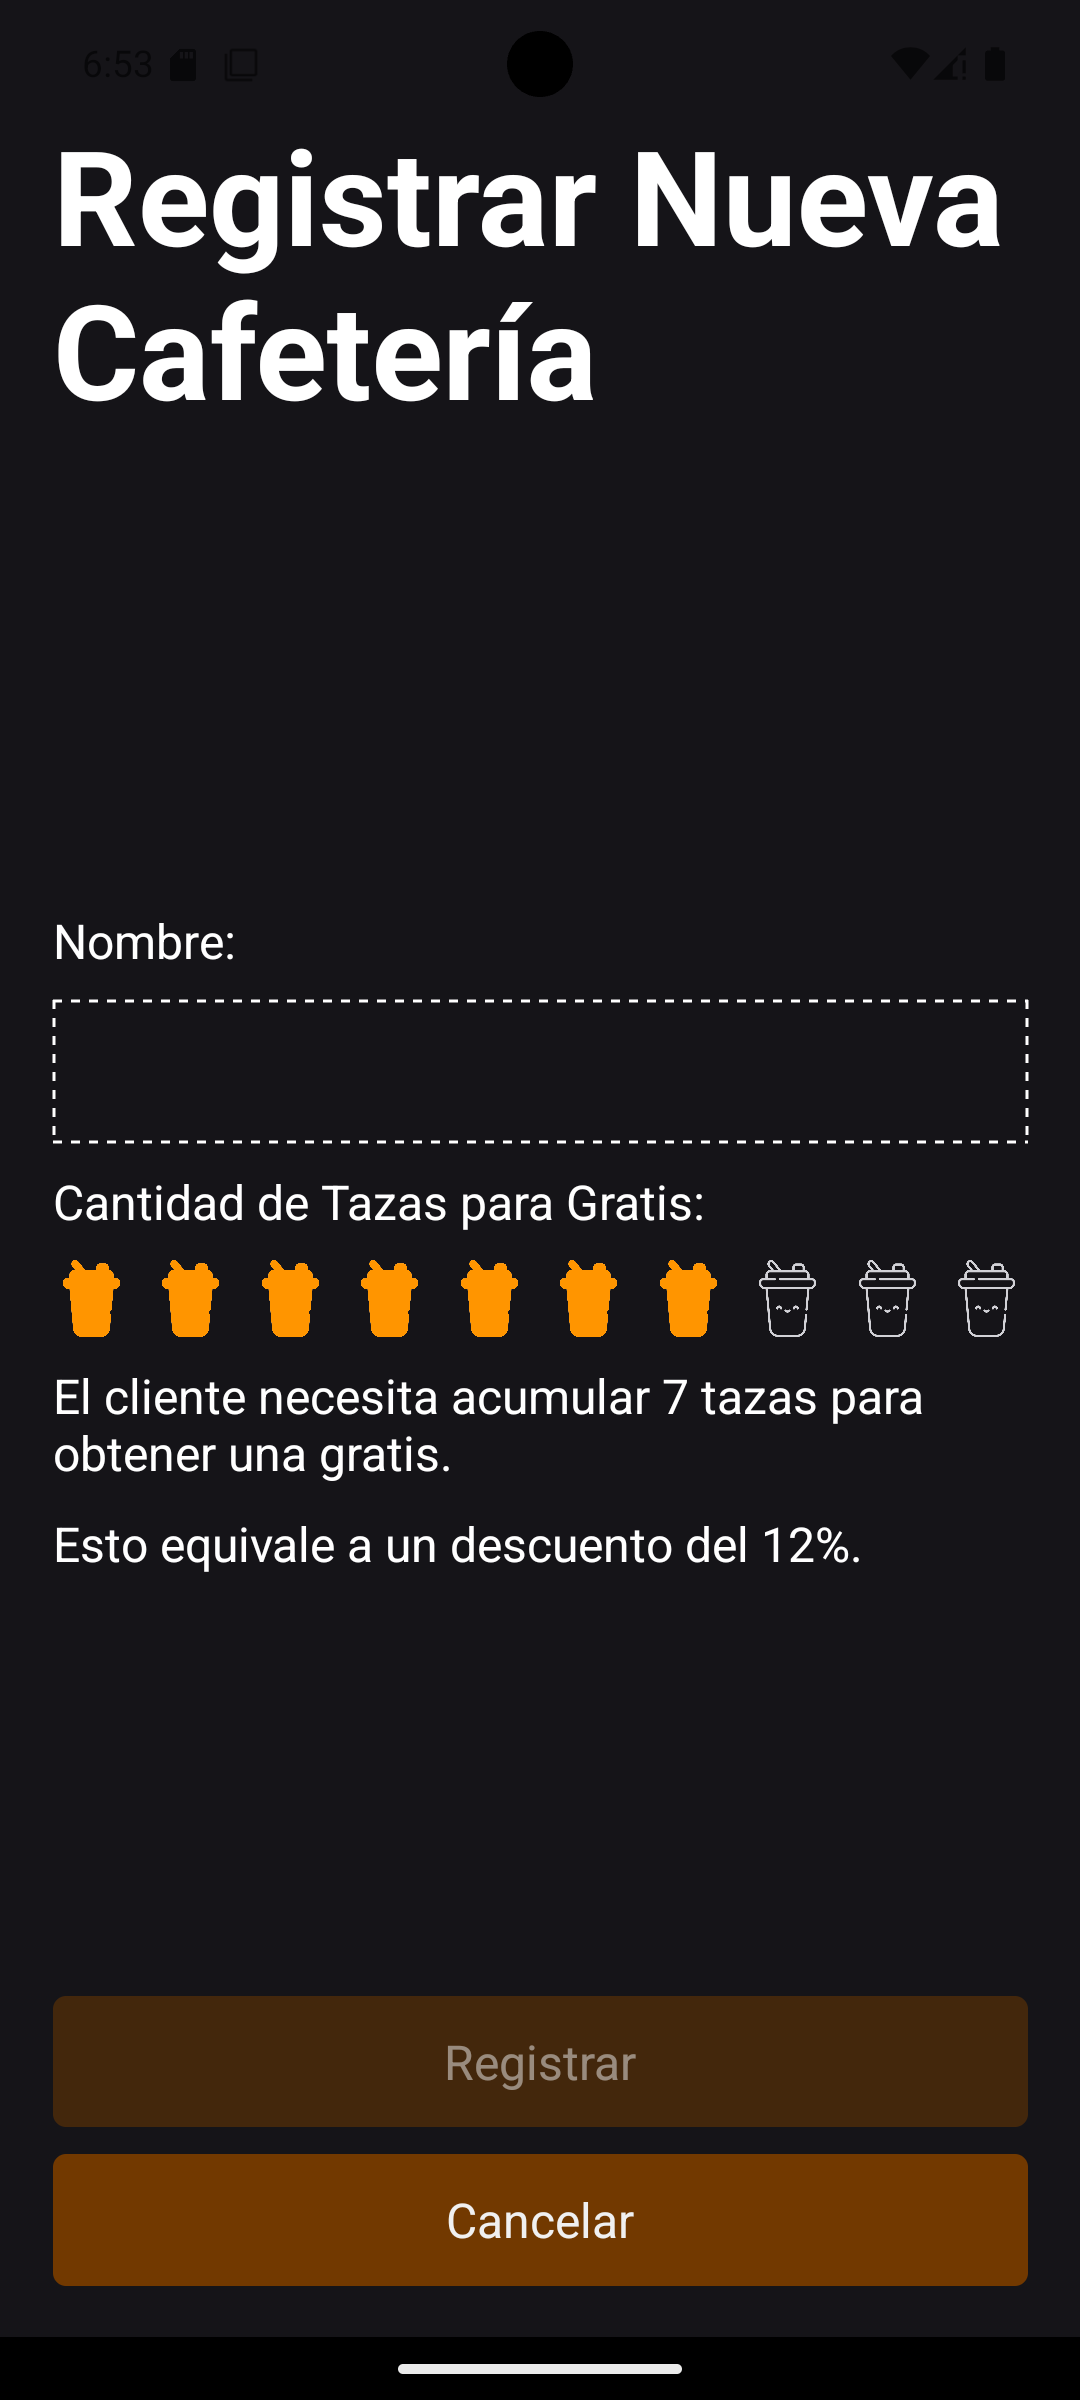 6:53
Registrar Nueva
Cafetería
Nombre:
Cantidad de Tazas para Gratis:
El cliente necesita acumular 7 tazas para
obtener una gratis.
Esto equivale a un descuento del 12%.
Registrar
Cancelar